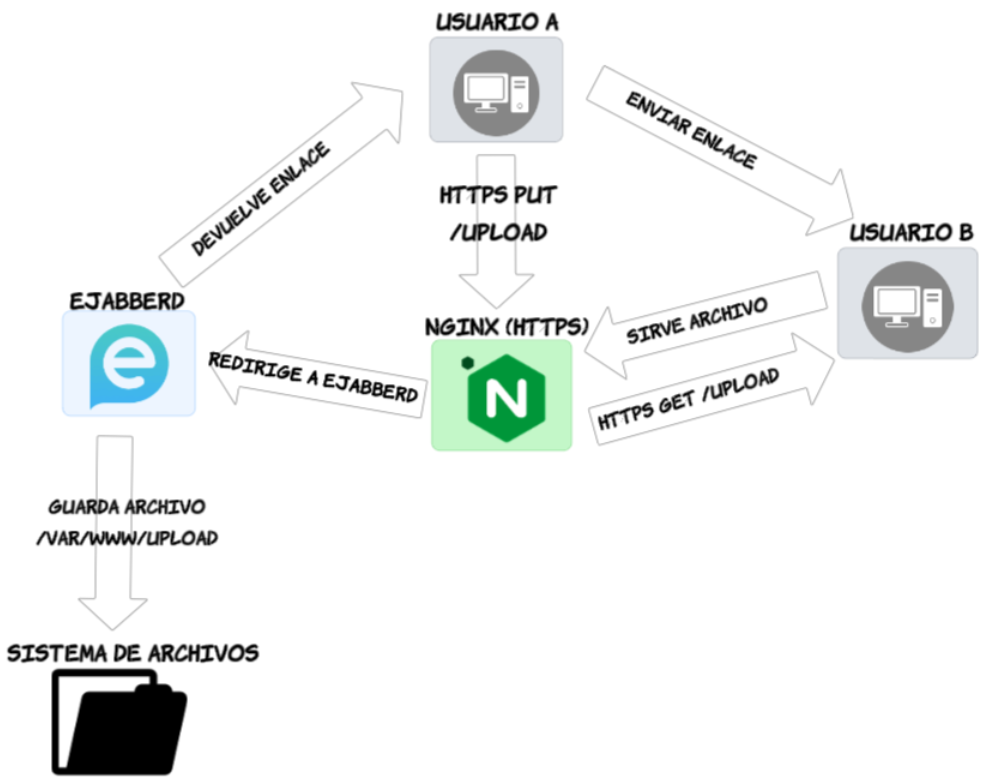 USUARIO A
ENVIAR ENLACE
DEVUELVE ENLACE
HTTPS PUT
/UPLOAD
USUARIO B
EJABBERD
NGINX (HTTPS)
SIRVE ARCHIVO
REDIRIGE A EJABBERD
HTTPS GET /UPLOAD
GUARDA ARCHIVO
/VAR/WWW/UPLOAD
SISTEMA DE ARCHIVOS